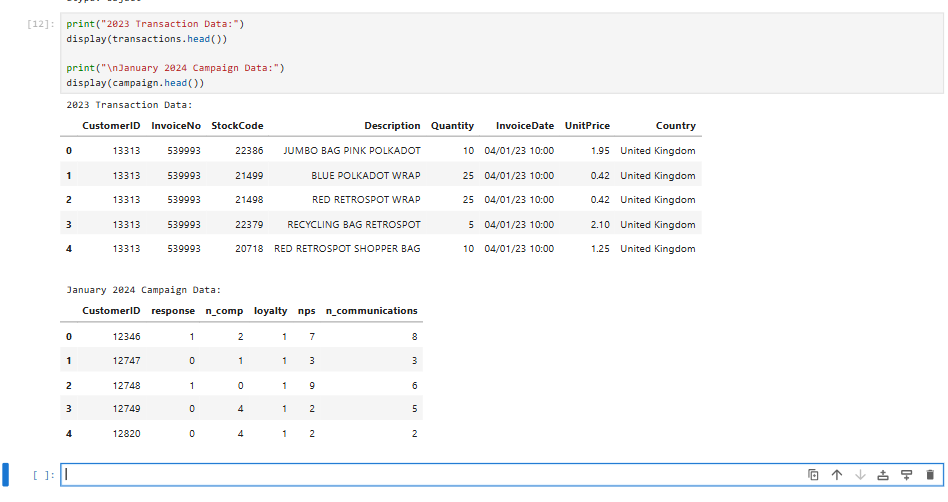 [12]: print("2023 Transaction Data:")
display(transactions.head())
print("\nJanuary 2024 Campaign Data:")
display(campaign.head())
2023 Transaction Data:
CustomerID InvoiceNo StockCode Description Quantity InvoiceDate UnitPrice Country
0 13313 539993 22386 JUMBO BAG PINK POLKADOT 10 04/01/23 10:00 1.95 United Kingdom
1 13313 539993 21499 BLUE POLKADOT WRAP 25 04/01/23 10:00 0.42 United Kingdom
2 13313 539993 21498 RED RETROSPOT WRAP 25 04/01/23 10:00 0.42 United Kingdom
3 13313 539993 22379 RECYCLING BAG RETROSPOT 5 04/01/23 10:00 2.10 United Kingdom
4 13313 539993 20718 RED RETROSPOT SHOPPER BAG 10 04/01/23 10:00 1.25 United Kingdom
January 2024 Campaign Data:
CustomerID response n_comp loyalty nps n_communications
0 12346 1 2 1 7 8
1 12747 0 1 1 3 3
2 12748 1 0 1 9 6
3 12749 0 4 1 2 5
4 12820 0 4 1 2 2
[ ]: